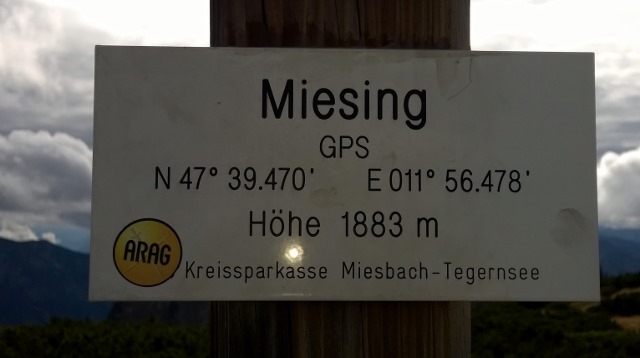 Miesing
GPS
N 47° 39.470' E 011° 56.478'
Höhe 1883 m
ARAG
Kreissparkasse Miesbach-Tegernsee